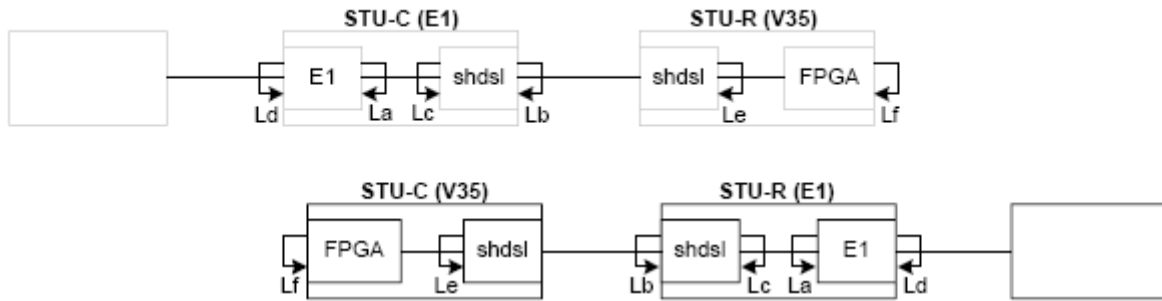 STU-C (E1) STU-R (V35)
E1 shdsl shdsl FPGA
Ld La Lc Lb Le Lf
STU-C (V35) STU-R (E1)
FPGA shdsl shdsl E1
Lf Le Lb Lc La Ld